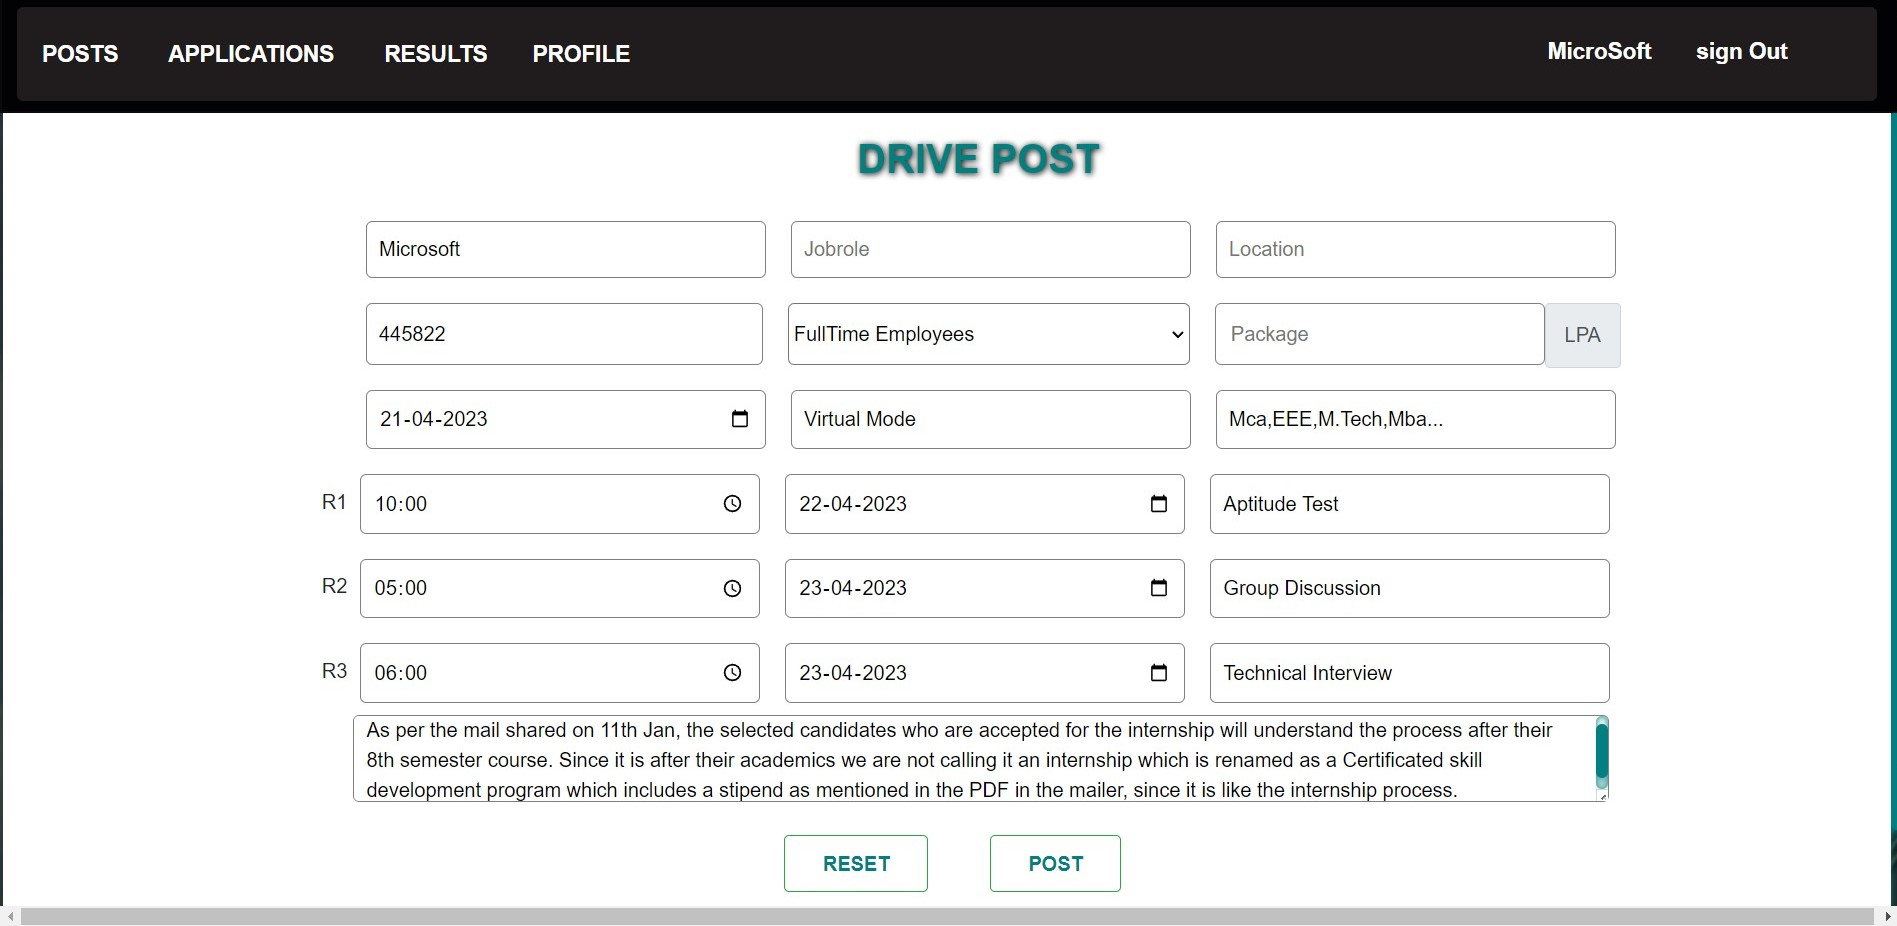 POSTS APPLICATIONS RESULTS PROFILE MicroSoft sign Out
DRIVE POST
Microsoft Jobrole Location
445822 FullTime Employees Package LPA
21-04-2023 Virtual Mode Mca,EEE,M.Tech,Mba...
R1 10:00 22-04-2023 Aptitude Test
R2 05:00 23-04-2023 Group Discussion
R3 06:00 23-04-2023 Technical Interview
As per the mail shared on 11th Jan, the selected candidates who are accepted for the internship will understand the process after their
8th semester course. Since it is after their academics we are not calling it an internship which is renamed as a Certificated skill
development program which includes a stipend as mentioned in the PDF in the mailer, since it is like the internship process.
RESET POST